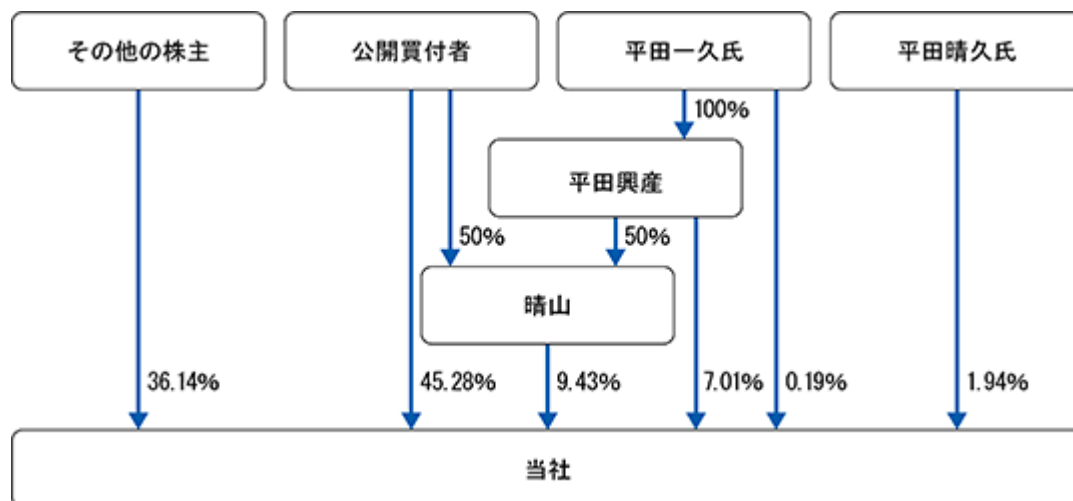 その他の株主
公開買付者
平田一久氏
平田晴久氏
100%
平田興産
50%
50%
晴山
36.14%
45.28%
9.43%
7.01%
0.19%
1.94%
当社